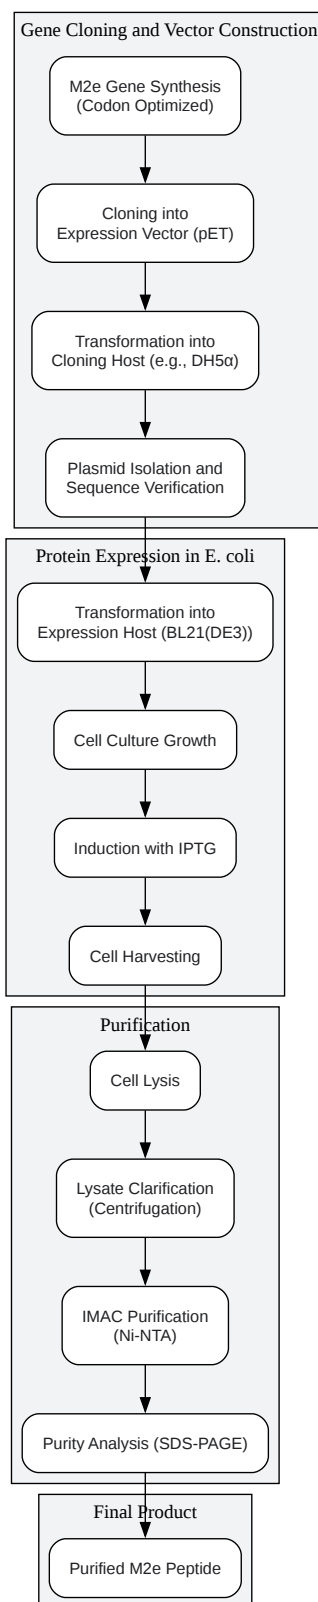 Gene Cloning and Vector Construction
M2e Gene Synthesis
(Codon Optimized)
Cloning into
Expression Vector (pET)
Transformation into
Cloning Host (e.g., DH5α)
Plasmid Isolation and
Sequence Verification
Protein Expression in E. coli
Transformation into
Expression Host (BL21(DE3))
Cell Culture Growth
Induction with IPTG
Cell Harvesting
Purification
Cell Lysis
Lysate Clarification
(Centrifugation)
IMAC Purification
(Ni-NTA)
Purity Analysis (SDS-PAGE)
Final Product
Purified M2e Peptide